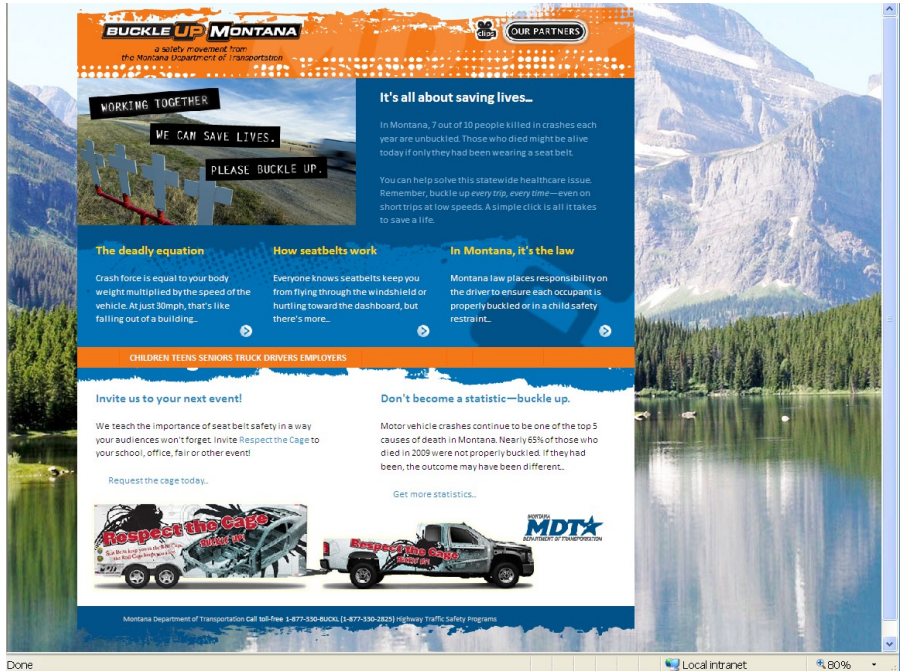 BUCKLE UP MONTANA
a safety movement from
the Montana Department of Transportation
clips
OUR PARTNERS
WORKING TOGETHER
WE CAN SAVE LIVES.
PLEASE BUCKLE UP.
It's all about saving lives...
In Montana, 7 out of 10 people killed in crashes each
year are unbuckled. Those who died might be alive
today if only they had been wearing a seat belt.
You can help solve this statewide healthcare issue.
Remember, buckle up every trip, every time—even on
short trips at low speeds. A simple click is all it takes
to save a life.
The deadly equation
Crash force is equal to your body
weight multiplied by the speed of the
vehicle. At just 30mph, that's like
falling out of a building...
How seatbelts work
Everyone knows seatbelts keep you
from flying through the windshield or
hurtling toward the dashboard, but
there's more...
In Montana, it's the law
Montana law places responsibility on
the driver to ensure each occupant is
properly buckled or in a child safety
restraint...
CHILDREN TEENS SENIORS TRUCK DRIVERS EMPLOYERS
Invite us to your next event!
We teach the importance of seat belt safety in a way
your audiences won't forget. Invite Respect the Cage to
your school, office, fair or other event!
Request the cage today...
Don't become a statistic—buckle up.
Motor vehicle crashes continue to be one of the top 5
causes of death in Montana. Nearly 65% of those who
died in 2009 were not properly buckled. If they had
been, the outcome may have been different...
Get more statistics...
Respect the Cage
BUCKLE UP!
Respect the Cage
BUCKLE UP!
MONTANA
MDT
DEPARTMENT OF TRANSPORTATION
Montana Department of Transportation Call toll-free 1-877-330-BUCKL (1-877-330-2825) Highway Traffic Safety Programs
Done
Local intranet
80%